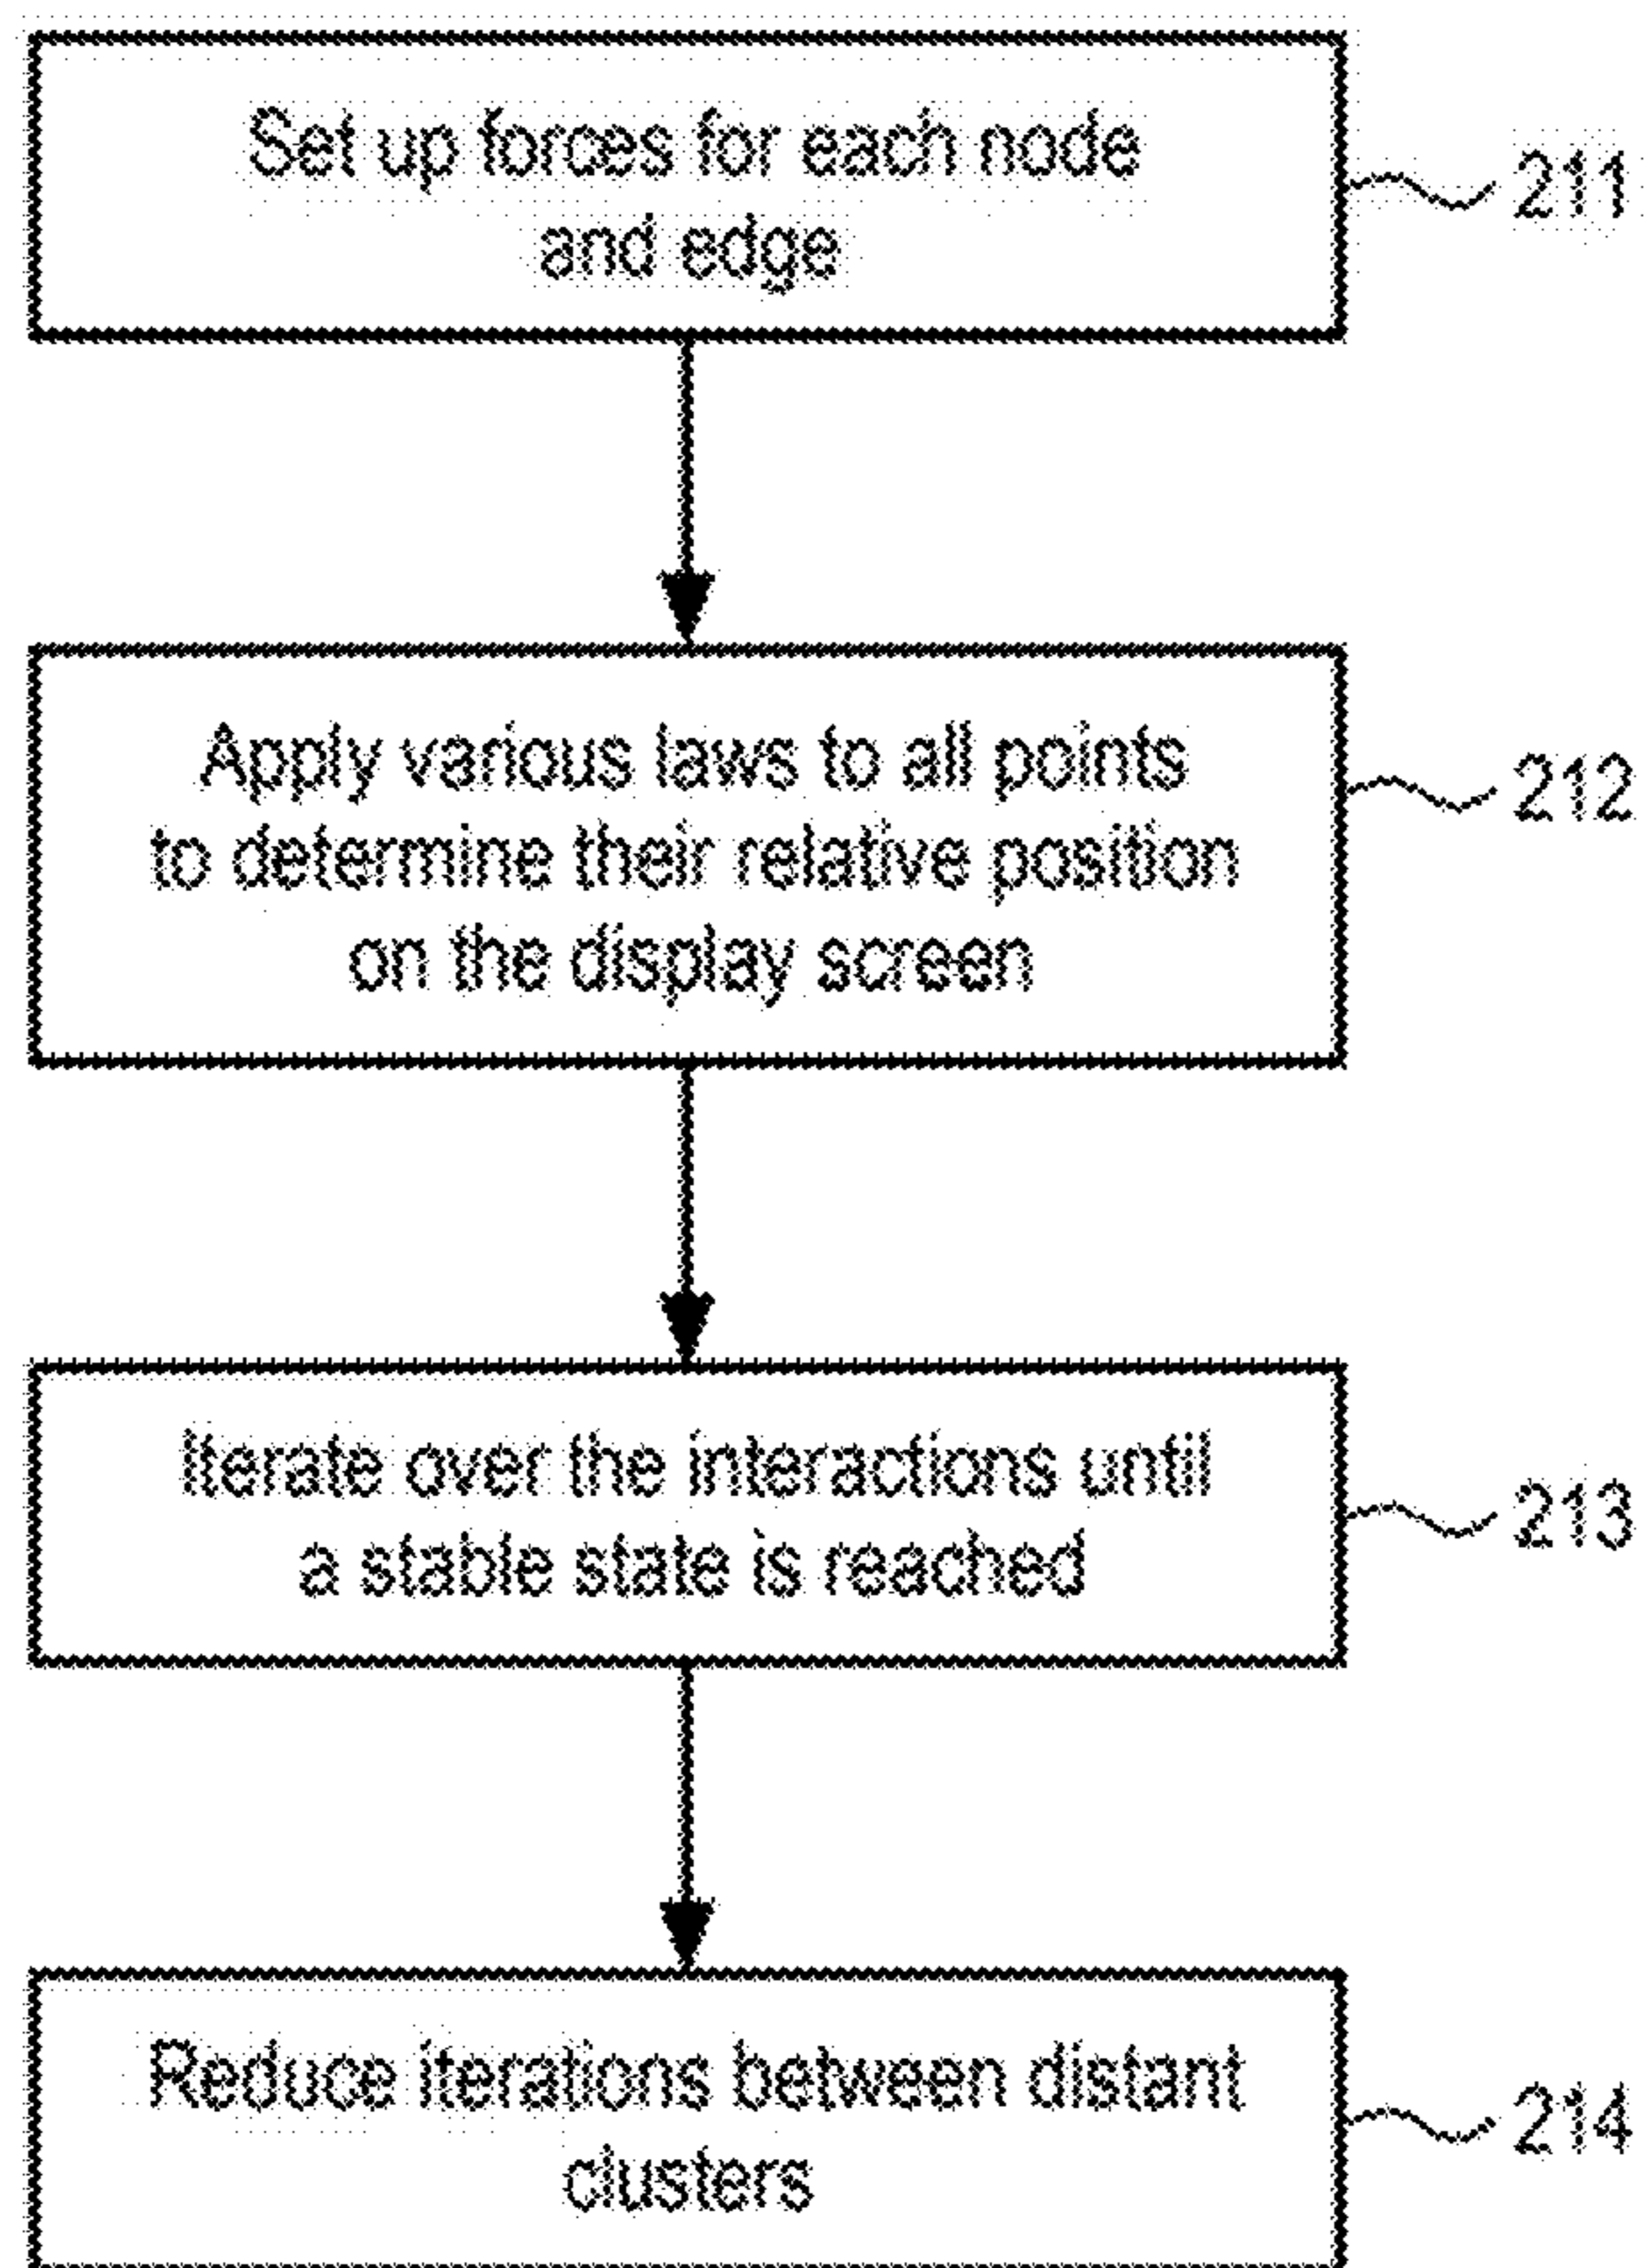 Set up forces for each node
and edge
211
Apply various laws to all points
to determine their relative position
on the display screen
212
Iterate over the interactions until
a stable state is reached
213
Reduce iterations between distant
clusters
214